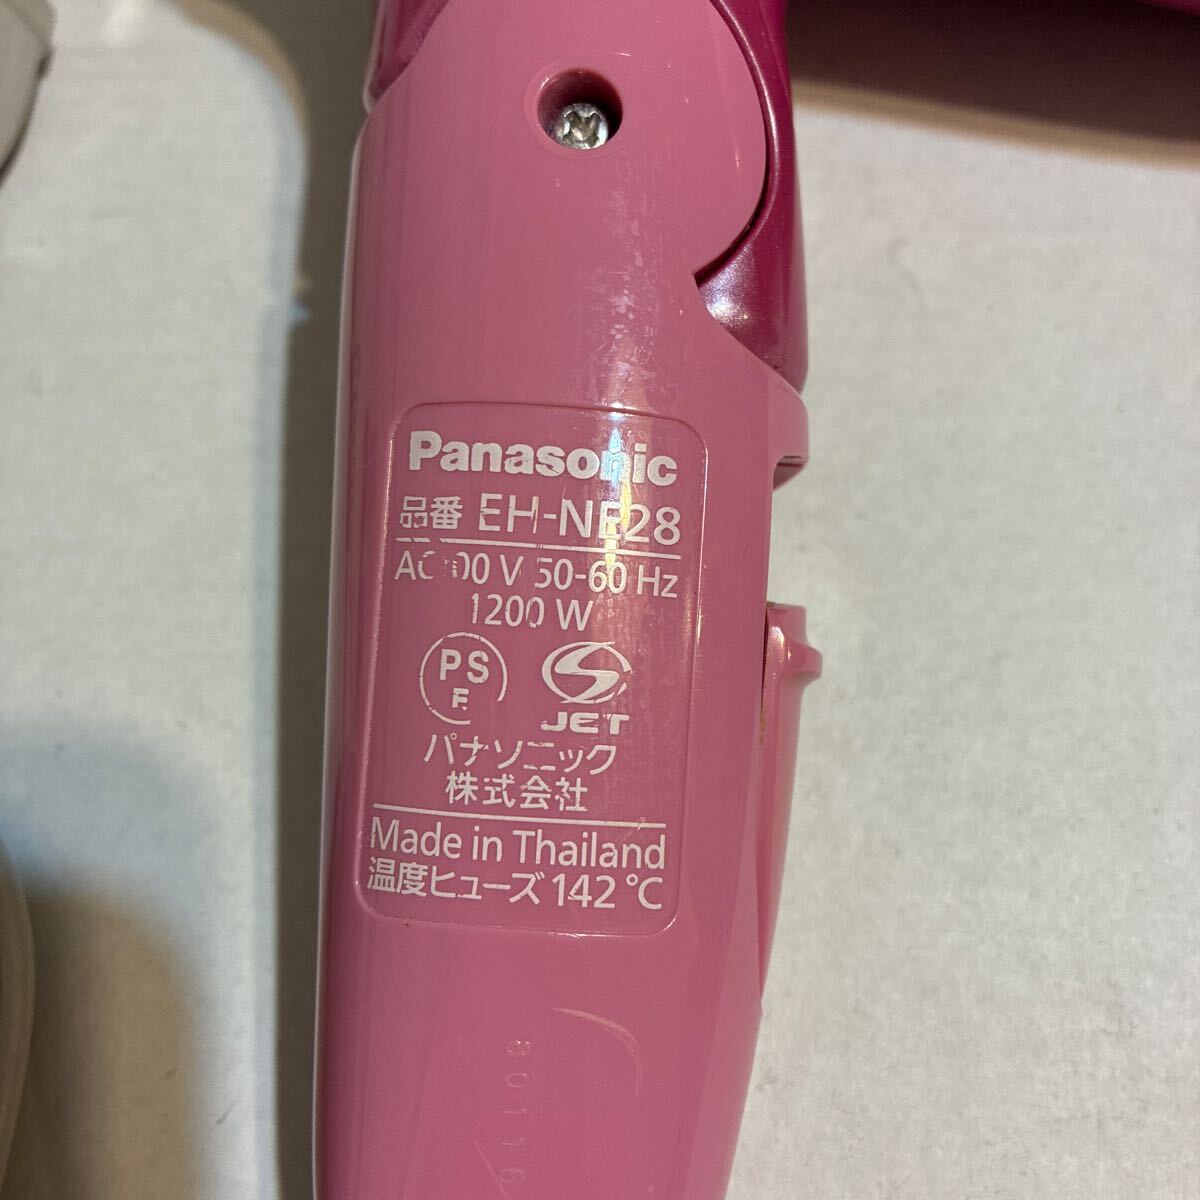 Panasonic
品番 EH-NE28
AC100 V 50-60 Hz
1200 W
PS
E
JET
パナソニック
株式会社
Made in Thailand
温度ヒューズ 142 ℃